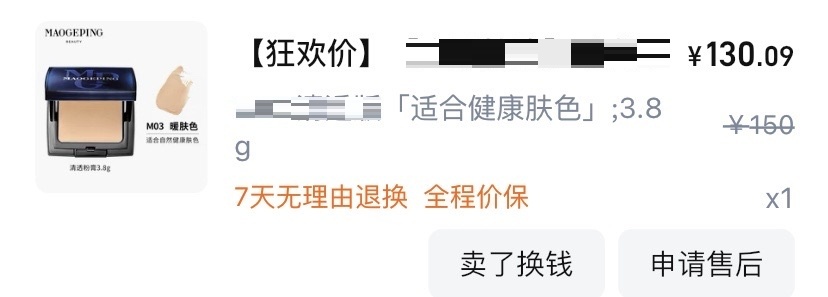 MAOGEPING
BEAUTY
MAOGEPING
M03 暖肤色
适合自然健康肤色
清透粉膏3.8g
【狂欢价】
¥130.09
「适合健康肤色」;3.8
g
￥150
7天无理由退换 全程价保
x1
卖了换钱
申请售后